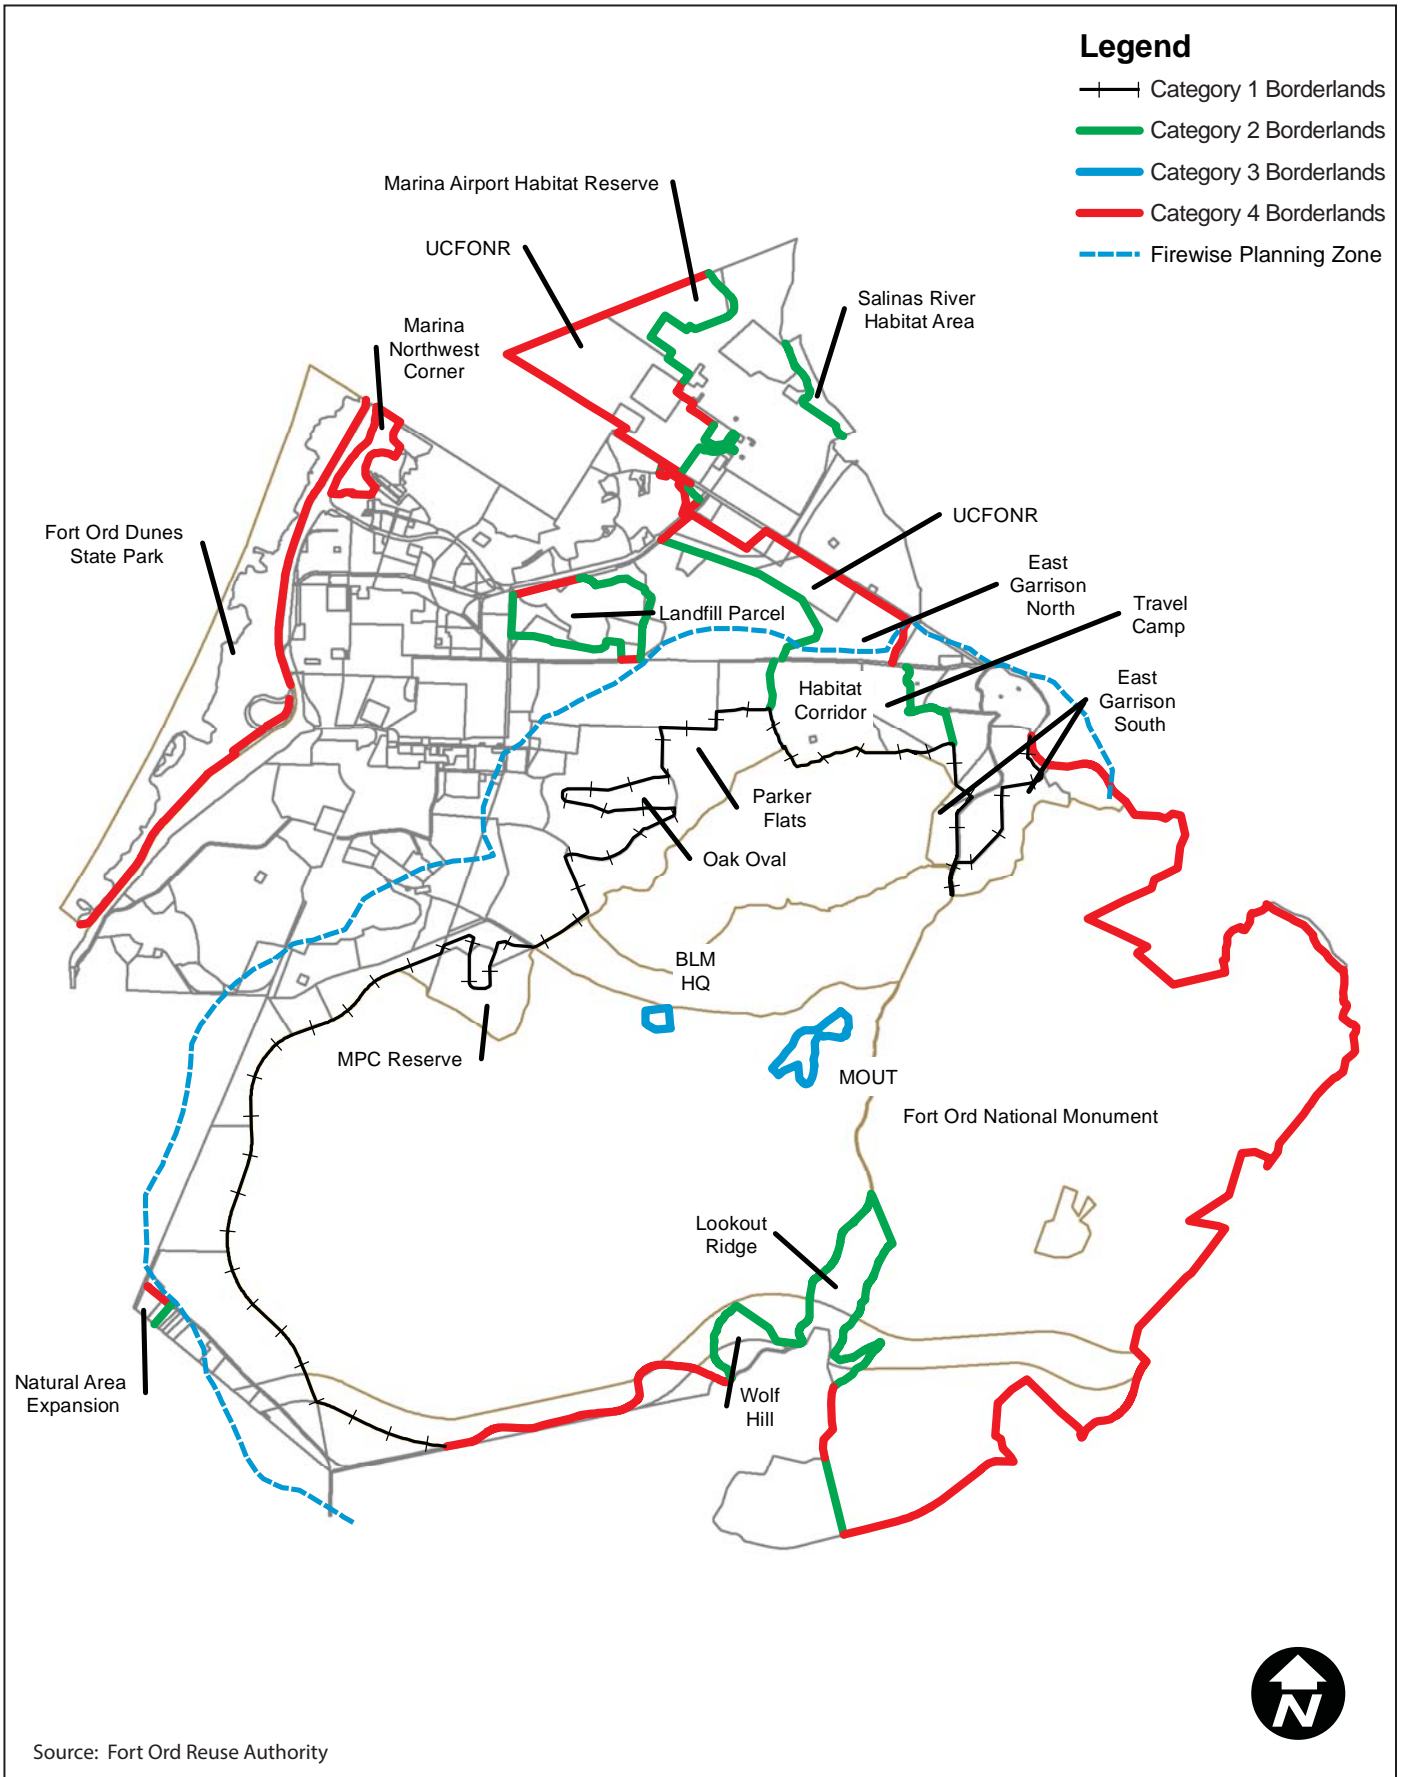 Legend
Category 1 Borderlands
Category 2 Borderlands
Category 3 Borderlands
Category 4 Borderlands
Firewise Planning Zone
Marina Airport Habitat Reserve
UCFONR
Salinas River
Habitat Area
Marina
Northwest
Corner
Fort Ord Dunes
State Park
UCFONR
East
Garrison
North
Travel
Camp
Landfill Parcel
East
Garrison
South
Habitat
Corridor
Parker
Flats
Oak Oval
BLM
HQ
MPC Reserve
MOUT
Fort Ord National Monument
Lookout
Ridge
Natural Area
Expansion
Wolf
Hill
N
Source: Fort Ord Reuse Authority